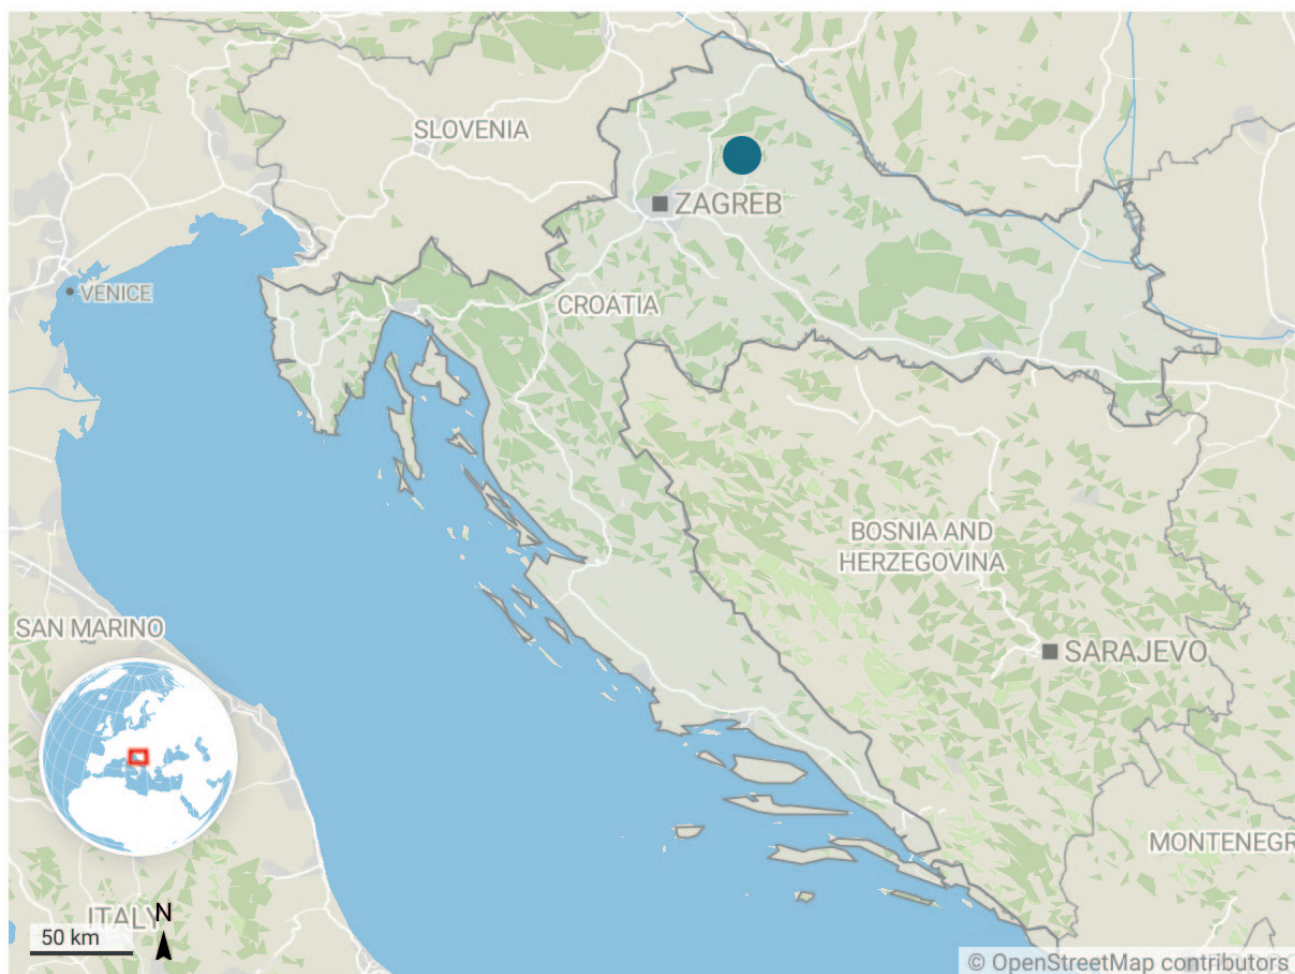 SLOVENIA
ZAGREB
VENICE
CROATIA
BOSNIA AND
HERZEGOVINA
SAN MARINO
SARAJEVO
MONTENEGR
ITALY
N
50 km
© OpenStreetMap contributors